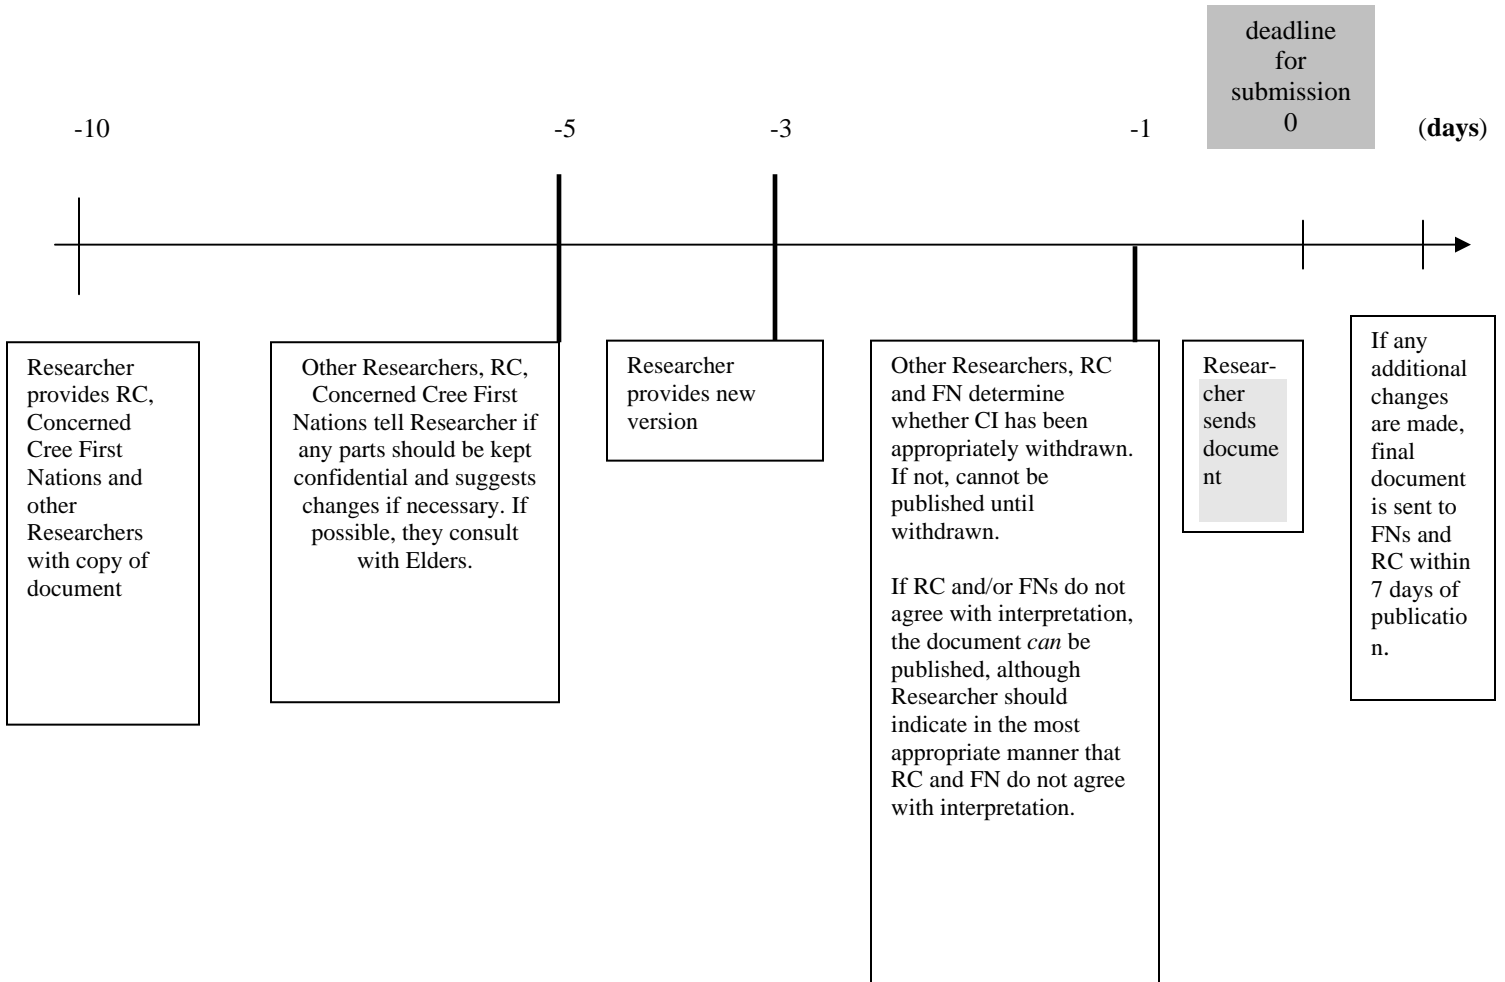 deadline
for
submission
0
-10
-5
-3
-1
(days)
Researcher
provides RC,
Concerned
Cree First
Nations and
other
Researchers
with copy of
document
Other Researchers, RC,
Concerned Cree First
Nations tell Researcher if
any parts should be kept
confidential and suggests
changes if necessary. If
possible, they consult
with Elders.
Researcher
provides new
version
Other Researchers, RC
and FN determine
whether CI has been
appropriately withdrawn.
If not, cannot be
published until
withdrawn.
If RC and/or FNs do not
agree with interpretation,
the document can be
published, although
Researcher should
indicate in the most
appropriate manner that
RC and FN do not agree
with interpretation.
Resear-
cher
sends
docume
nt
If any
additional
changes
are made,
final
document
is sent to
FNs and
RC within
7 days of
publicatio
n.